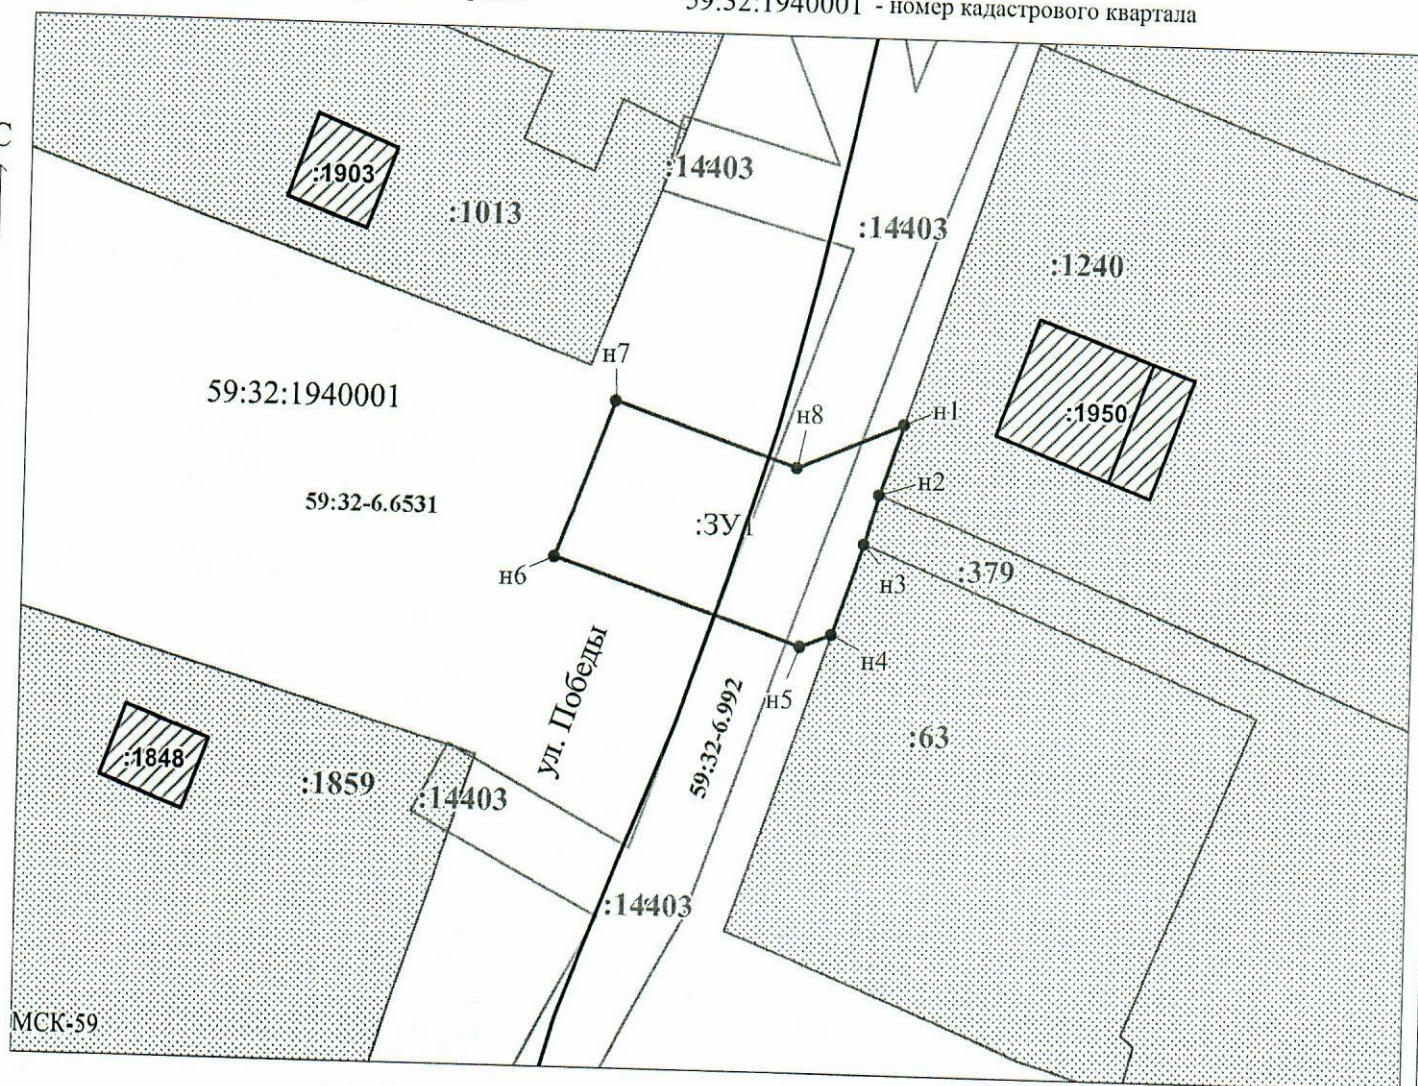 59:32:1940001 - номер кадастрового квартала
С
:1903
:1013
:14403
:14403
:1240
н7
59:32:1940001
н8
н1
:1950
н2
59:32-6.6531
:ЗУ1
н3
:379
н6
н4
н5
ул. Победы
59:32-6.992
:63
:1848
:1859
:14403
:14403
МСК-59